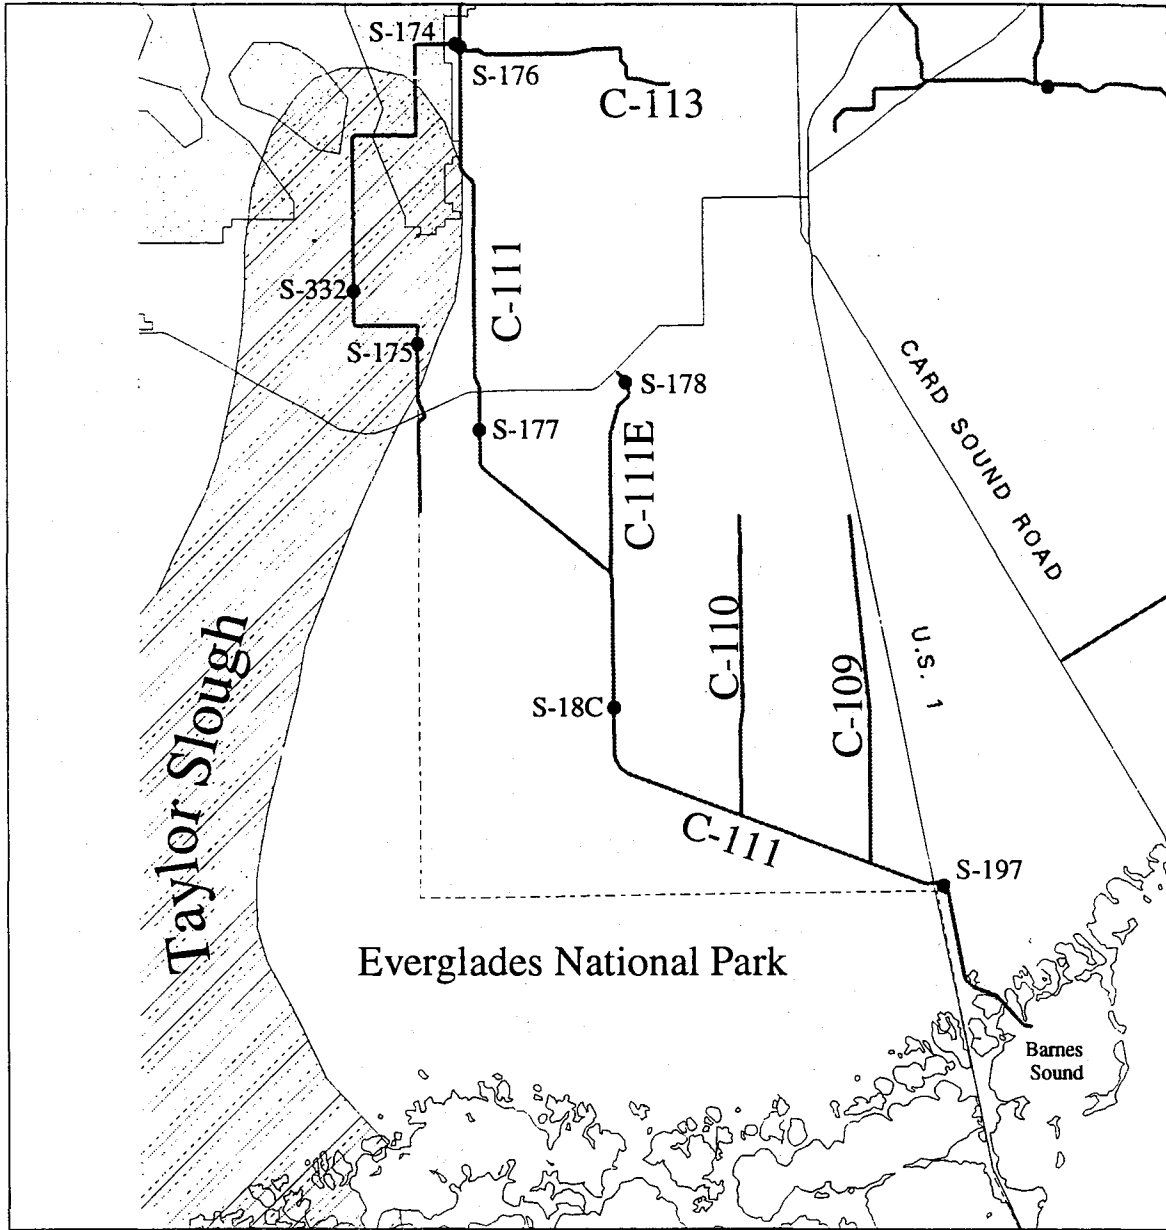 S-174
S-176
C-113
C-111
S-332
S-175
S-178
CARD SOUND ROAD
S-177
C-111E
C-110
C-109
U.S. 1
Taylor Slough
S-18C
C-111
S-197
Everglades National Park
Barnes
Sound